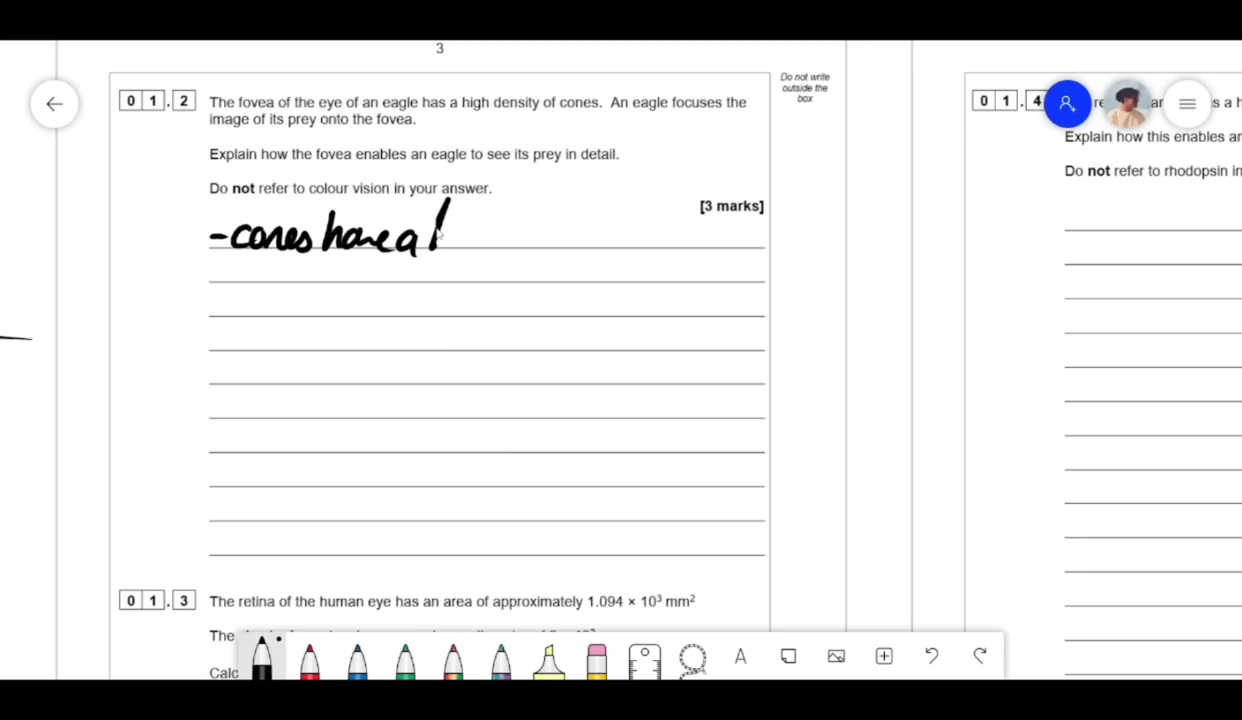 3
Do not write
outside the
box
0 1 . 2 The fovea of the eye of an eagle has a high density of cones. An eagle focuses the
image of its prey onto the fovea.
Explain how the fovea enables an eagle to see its prey in detail.
Do not refer to colour vision in your answer.
[3 marks]
- cones have a
0 1 . 3 The retina of the human eye has an area of approximately 1.094 × 10³ mm²
The
Calc
0 1 . 4
Explain how this enables
Do not refer to rhodopsin in
A